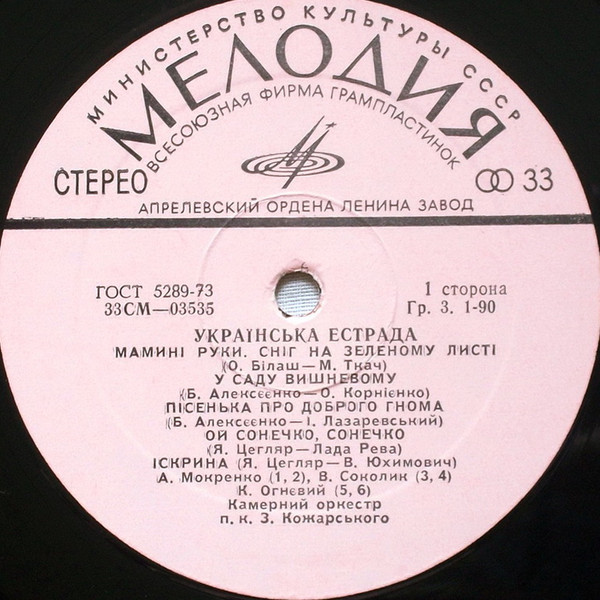 МИНИСТЕРСТВО КУЛЬТУРЫ СССР
МЕЛОДИЯ
ВСЕСОЮЗНАЯ ФИРМА ГРАМПЛАСТИНОК
СТЕРЕО
33
АПРЕЛЕВСКИЙ ОРДЕНА ЛЕНИНА ЗАВОД
ГОСТ 5289-73
33СМ—03535
1 сторона
Гр. 3. 1-90
УКРАЇНСЬКА ЕСТРАДА
МАМИНІ РУКИ. СНІГ НА ЗЕЛЕНОМУ ЛИСТІ
(О. Білаш — М. Ткач)
У САДУ ВИШНЕВОМУ
(Б. Алексєєнко — О. Корнієнко)
ПІСЕНЬКА ПРО ДОБРОГО ГНОМА
(Б. Алексєєнко — І. Лазаревський)
ОЙ СОНЕЧКО, СОНЕЧКО
(Я. Цегляр — Лада Рева)
ІСКРИНА (Я. Цегляр — В. Юхимович)
А. Мокренко (1, 2), В. Соколик (3, 4)
К. Огнєвий (5, 6)
Камерний оркестр
п. к. З. Кожарського